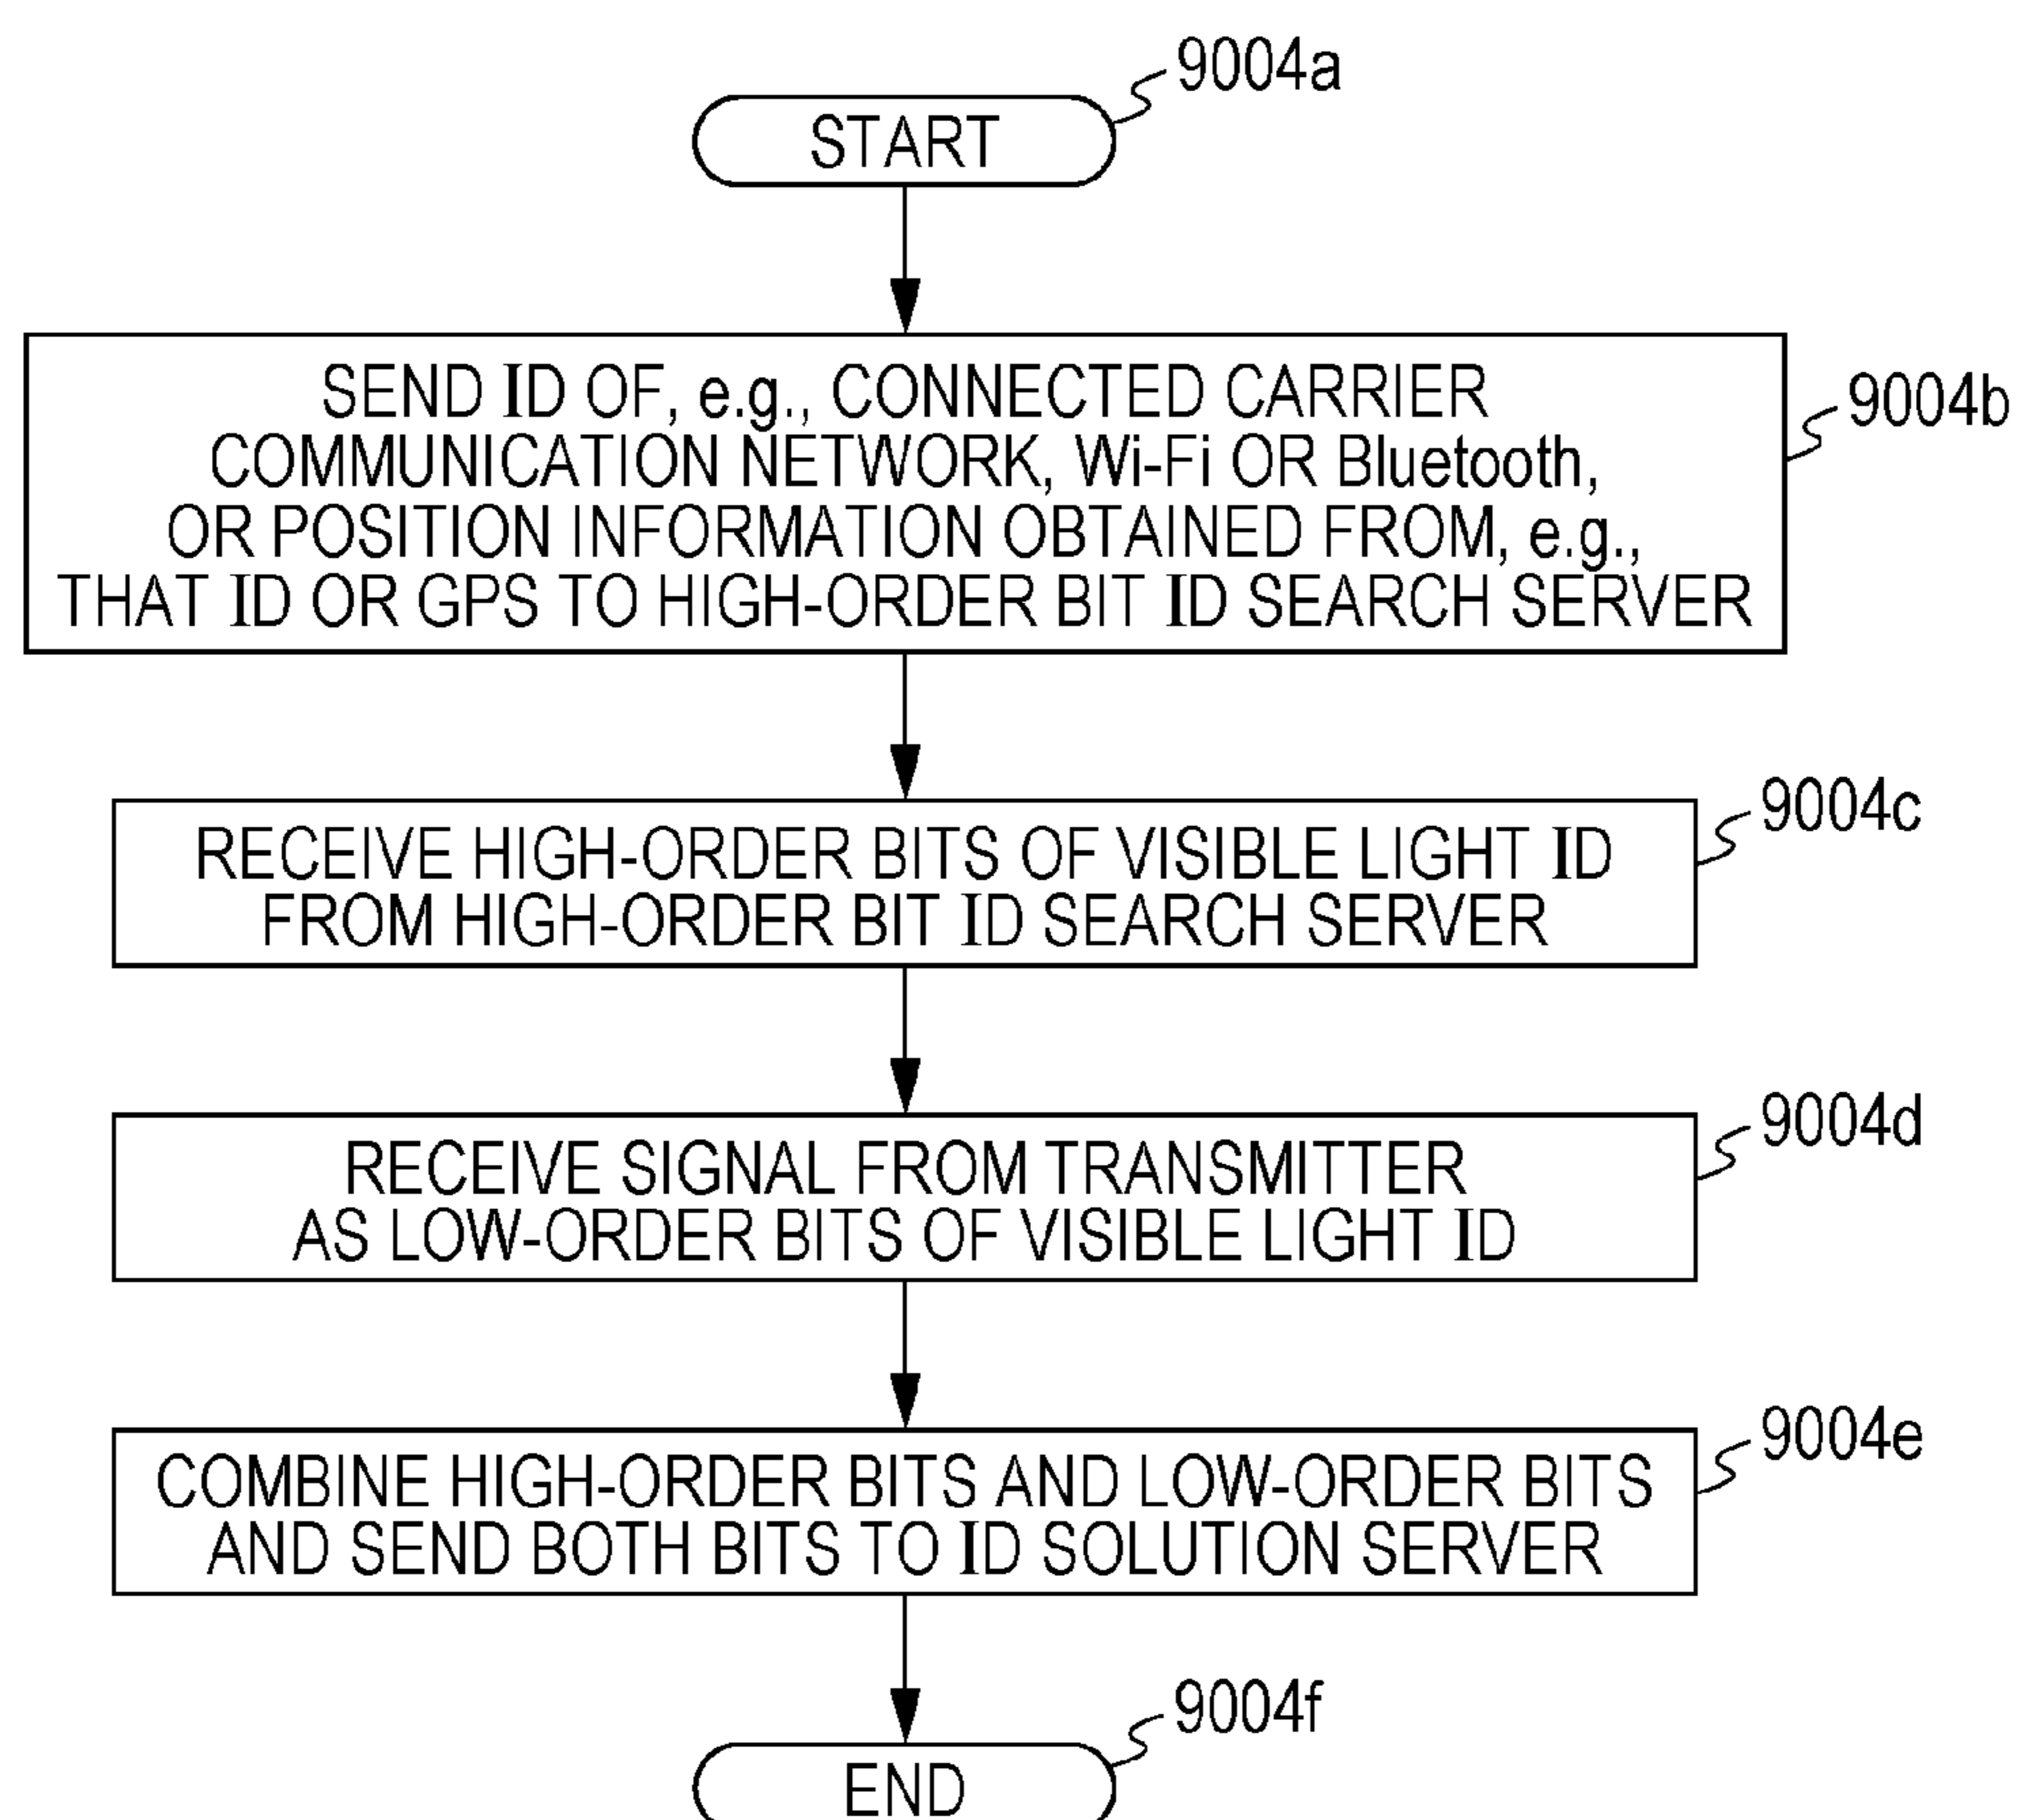 9004a
START
SEND ID OF, e.g., CONNECTED CARRIER
COMMUNICATION NETWORK, Wi-Fi OR Bluetooth,
OR POSITION INFORMATION OBTAINED FROM, e.g.,
THAT ID OR GPS TO HIGH-ORDER BIT ID SEARCH SERVER
9004b
RECEIVE HIGH-ORDER BITS OF VISIBLE LIGHT ID
FROM HIGH-ORDER BIT ID SEARCH SERVER
9004c
RECEIVE SIGNAL FROM TRANSMITTER
AS LOW-ORDER BITS OF VISIBLE LIGHT ID
9004d
COMBINE HIGH-ORDER BITS AND LOW-ORDER BITS
AND SEND BOTH BITS TO ID SOLUTION SERVER
9004e
9004f
END